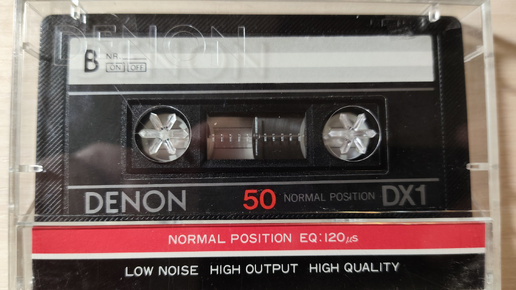 DENON
B NR
ON OFF
DENON 50 NORMAL POSITION DX1
NORMAL POSITION EQ:120µs
LOW NOISE HIGH OUTPUT HIGH QUALITY